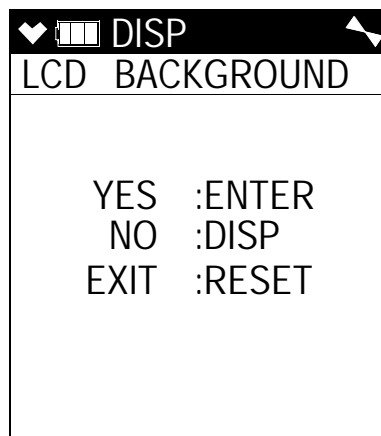 DISP
LCD BACKGROUND
YES :ENTER
NO :DISP
EXIT :RESET